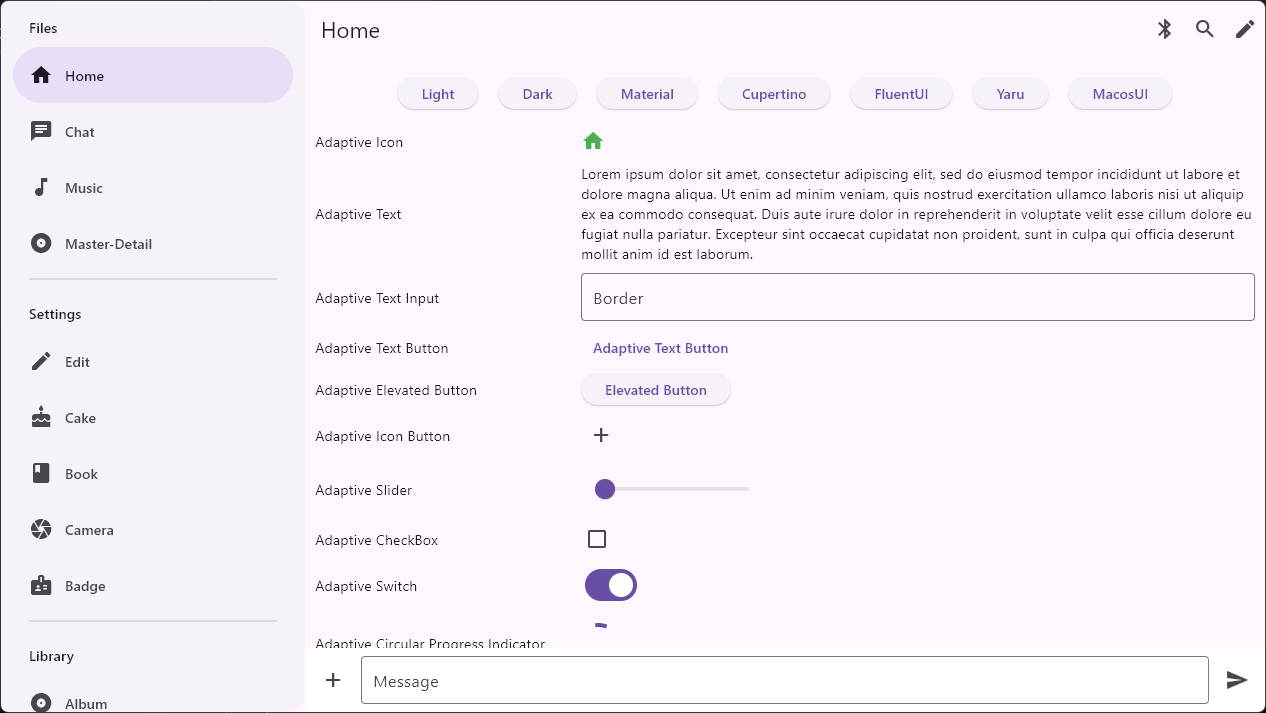 Files
Home
Chat
Music
Master-Detail
Settings
Edit
Cake
Book
Camera
Badge
Library
Album
Home
Light Dark Material Cupertino FluentUI Yaru MacosUI
Adaptive Icon
Adaptive Text
Lorem ipsum dolor sit amet, consectetur adipiscing elit, sed do eiusmod tempor incididunt ut labore et
dolore magna aliqua. Ut enim ad minim veniam, quis nostrud exercitation ullamco laboris nisi ut aliquip
ex ea commodo consequat. Duis aute irure dolor in reprehenderit in voluptate velit esse cillum dolore eu
fugiat nulla pariatur. Excepteur sint occaecat cupidatat non proident, sunt in culpa qui officia deserunt
mollit anim id est laborum.
Adaptive Text Input
Border
Adaptive Text Button
Adaptive Text Button
Adaptive Elevated Button
Elevated Button
Adaptive Icon Button
Adaptive Slider
Adaptive CheckBox
Adaptive Switch
Adaptive Circular Progress Indicator
Message